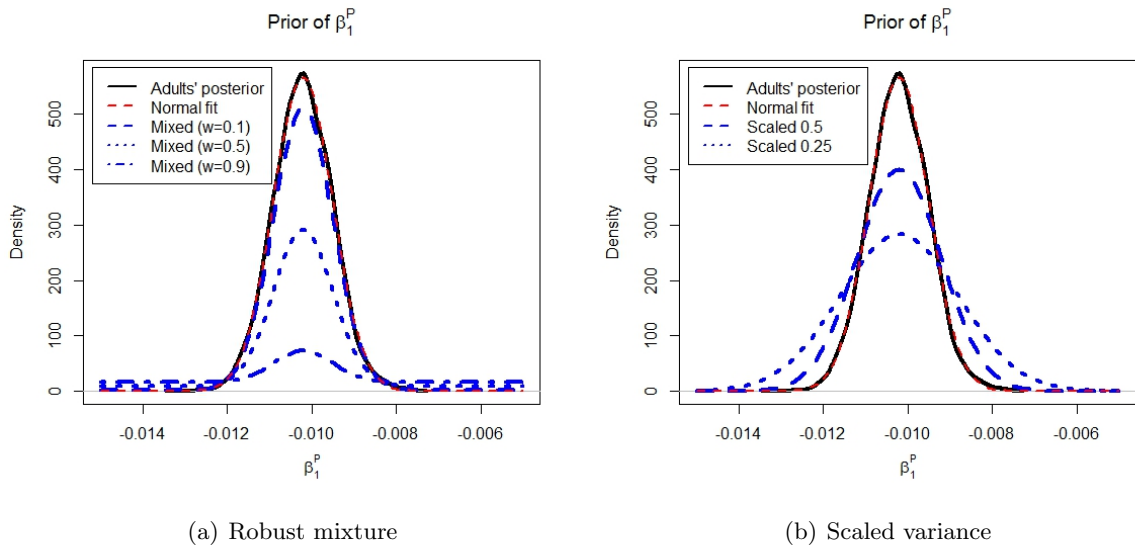 Prior of β₁ᴾ
Adults' posterior
Normal fit
Mixed (w=0.1)
Mixed (w=0.5)
Mixed (w=0.9)
Density
0 100 200 300 400 500
-0.014 -0.012 -0.010 -0.008 -0.006
β₁ᴾ
(a) Robust mixture
Prior of β₁ᴾ
Adults' posterior
Normal fit
Scaled 0.5
Scaled 0.25
Density
0 100 200 300 400 500
-0.014 -0.012 -0.010 -0.008 -0.006
β₁ᴾ
(b) Scaled variance